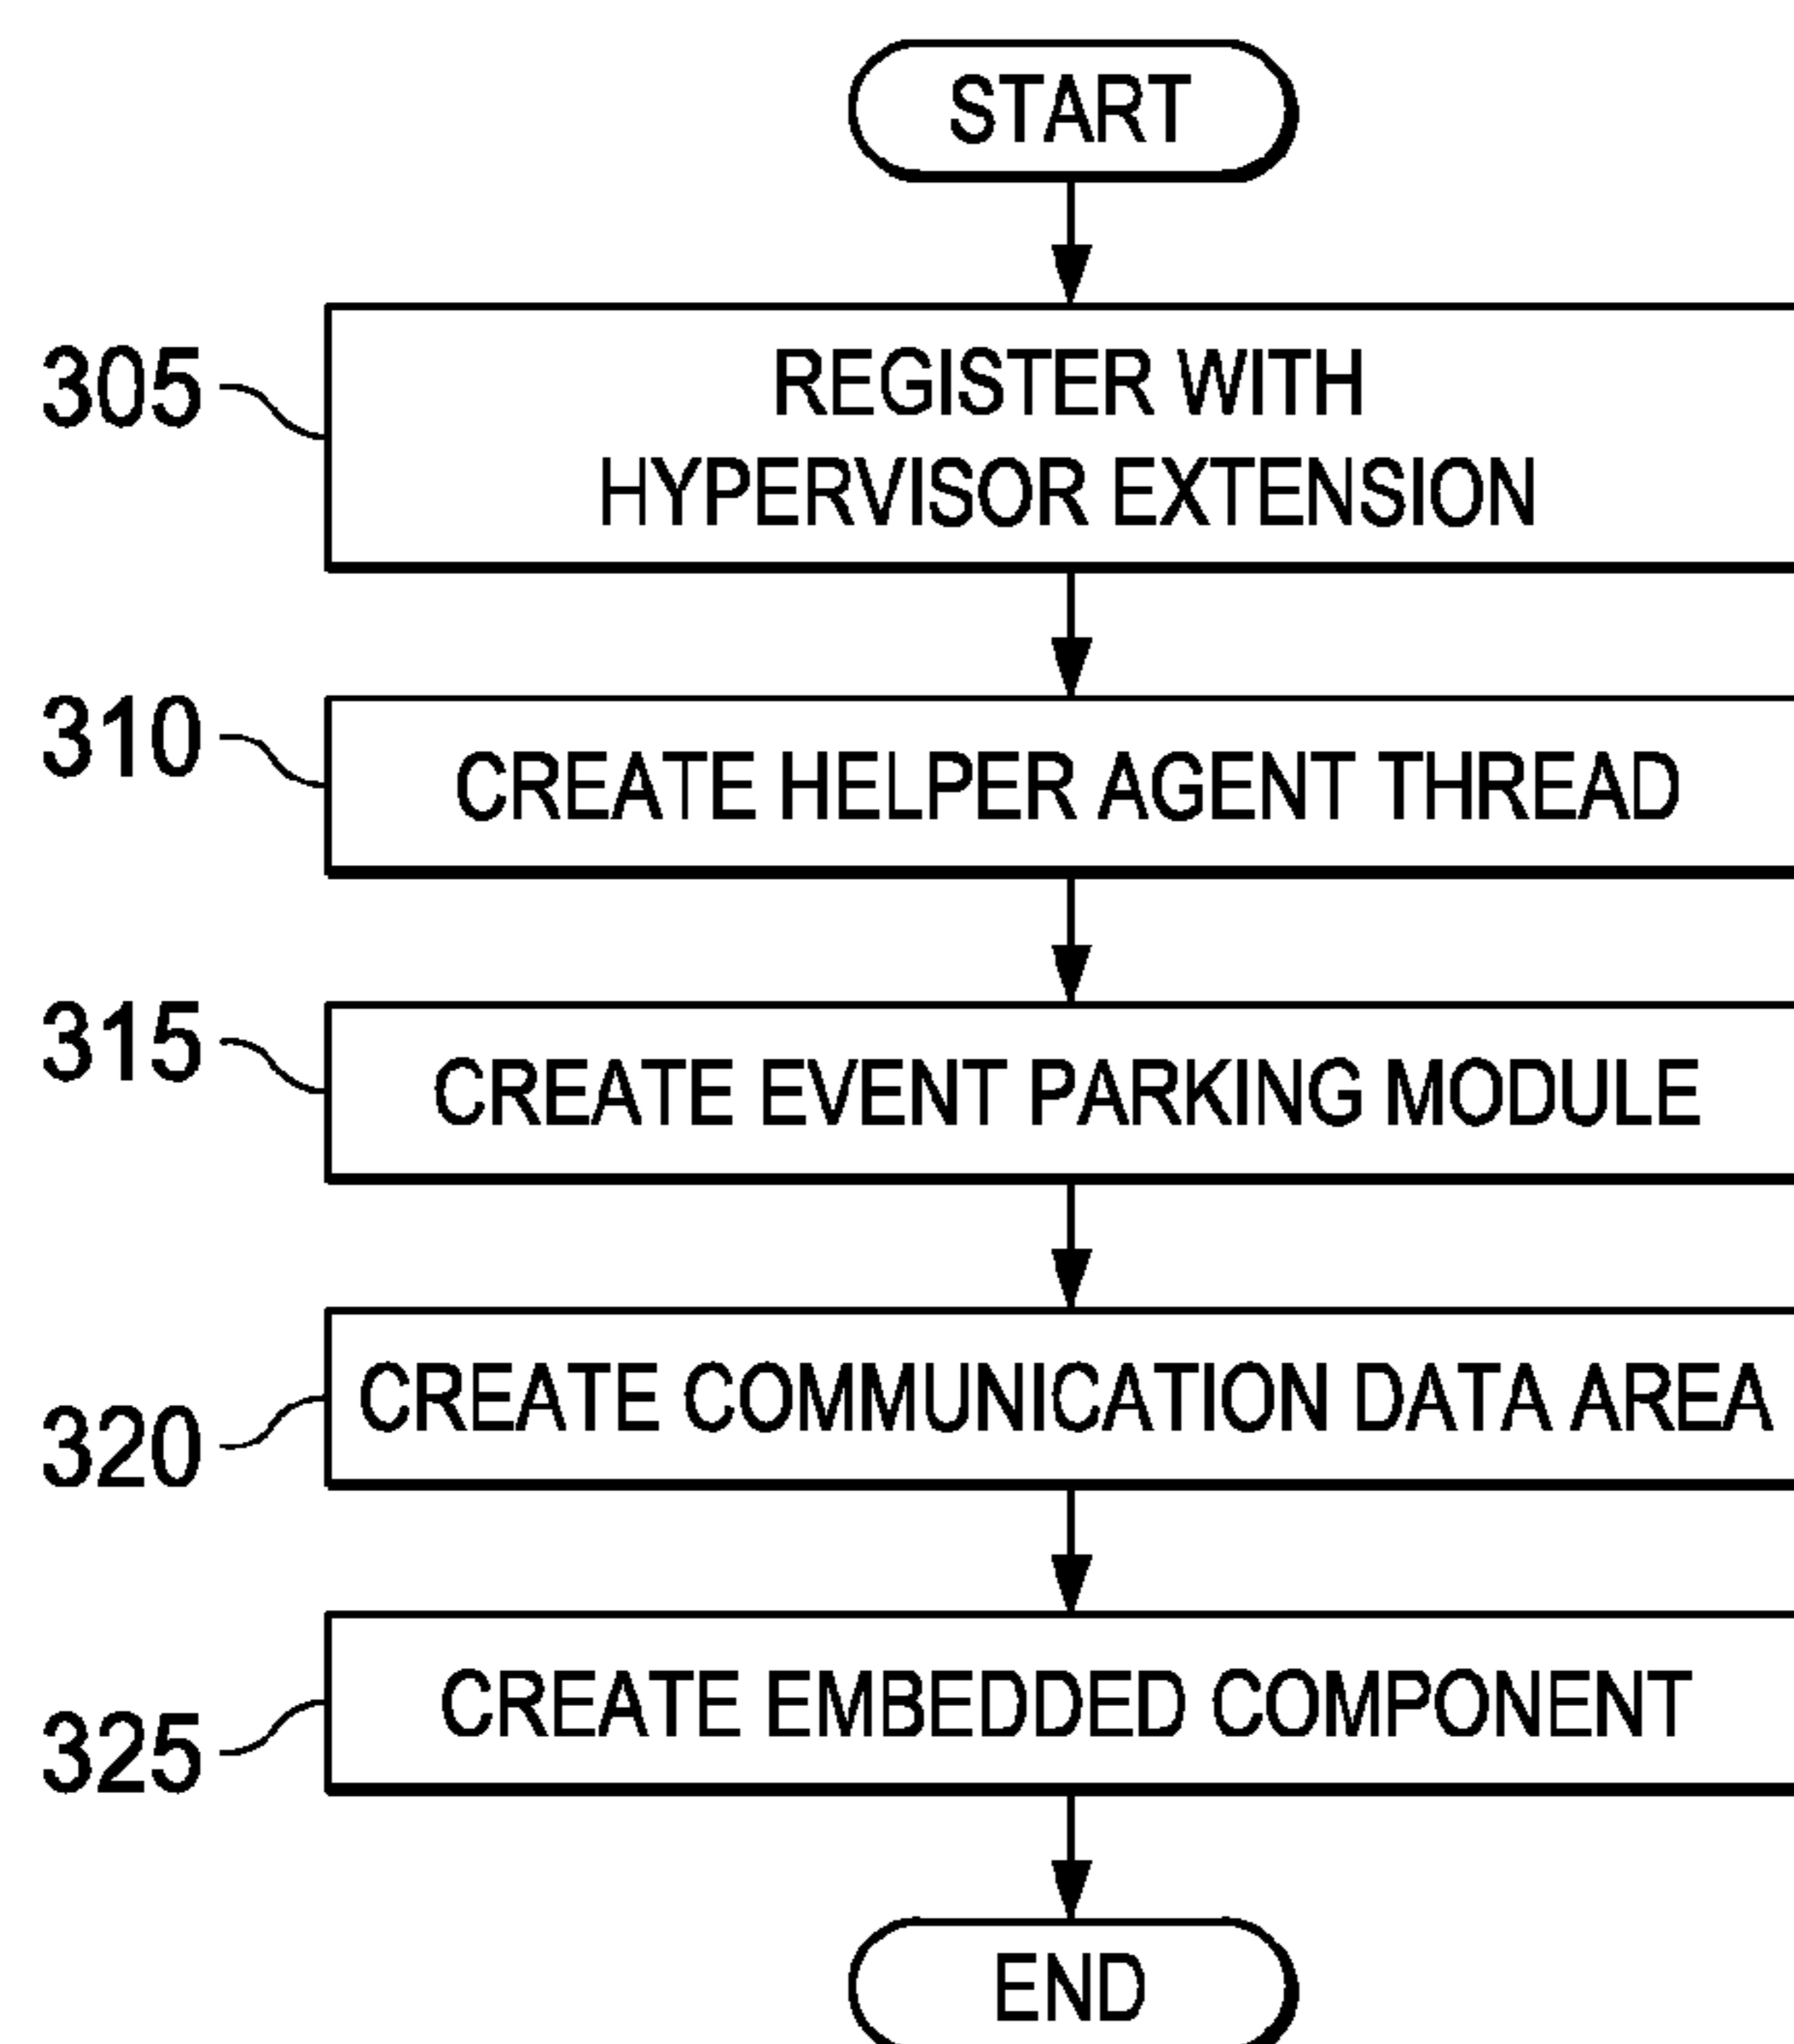 START
305
REGISTER WITH
HYPERVISOR EXTENSION
310
CREATE HELPER AGENT THREAD
315
CREATE EVENT PARKING MODULE
320
CREATE COMMUNICATION DATA AREA
325
CREATE EMBEDDED COMPONENT
END